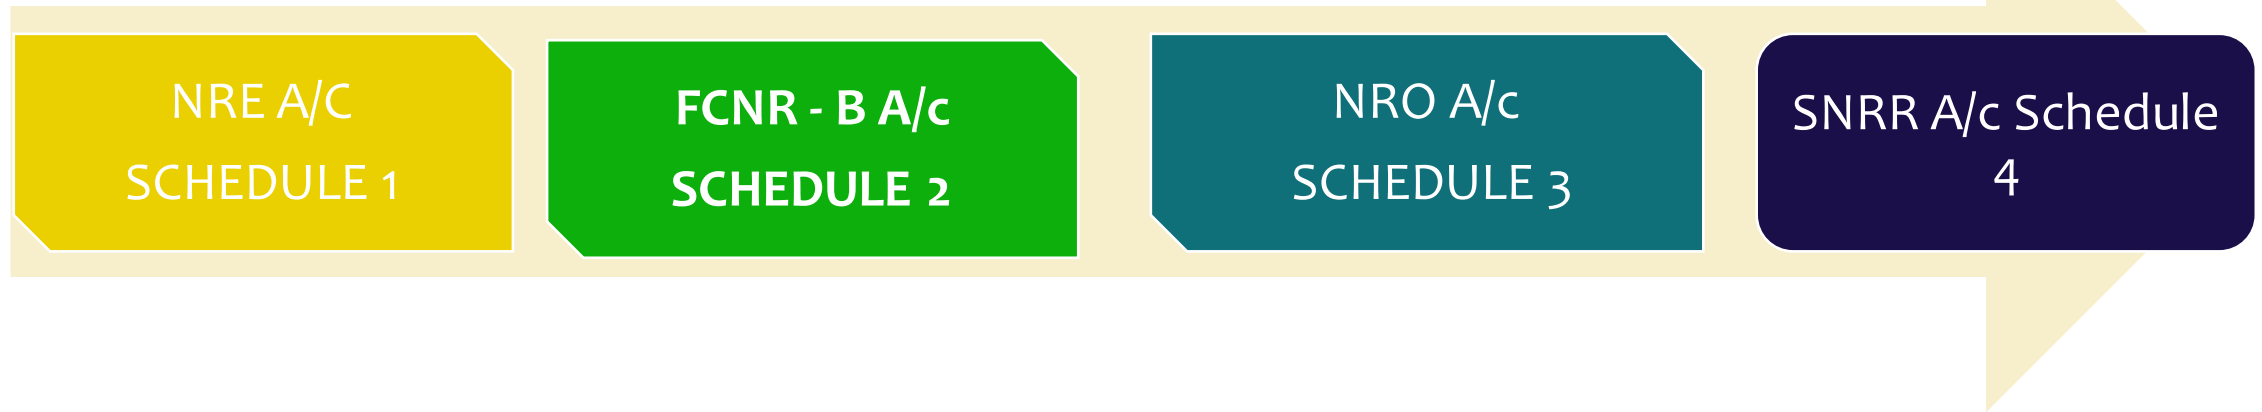 NRE A/C
SCHEDULE 1
FCNR - B A/c
SCHEDULE 2
NRO A/c
SCHEDULE 3
SNRR A/c Schedule
4